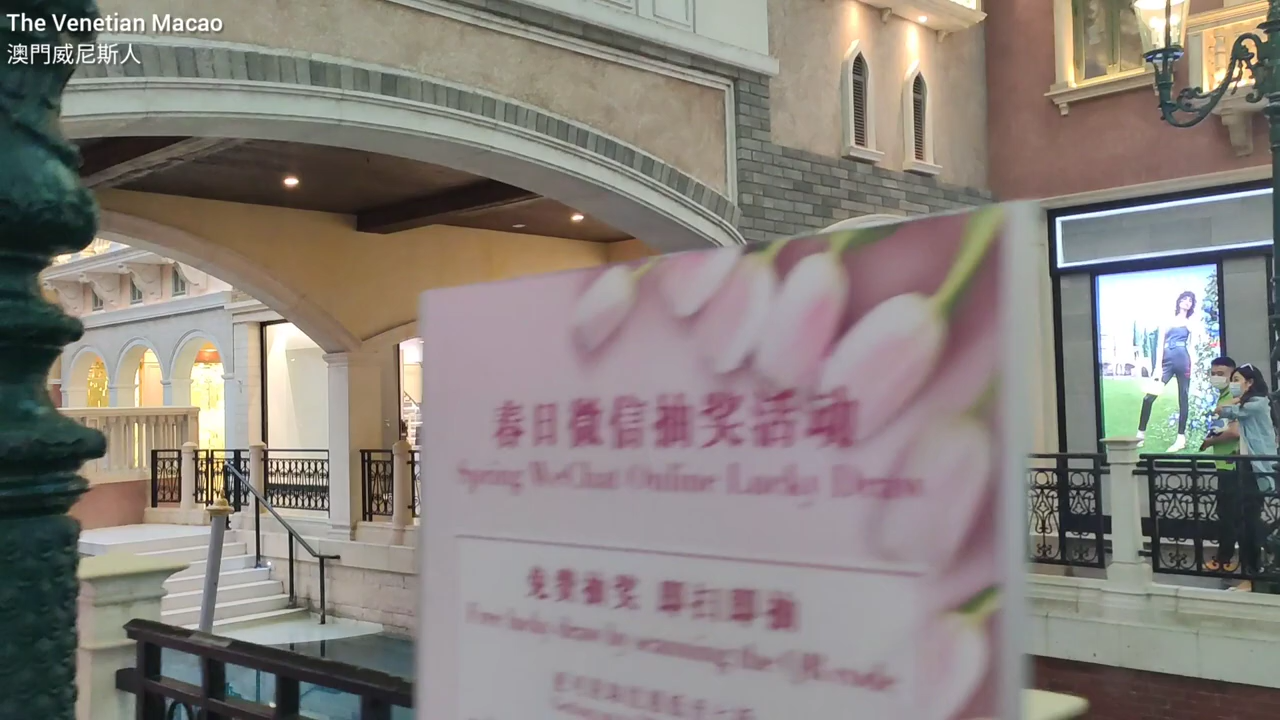 The Venetian Macao
澳門威尼斯人
春日微信抽奖活动
Spring WeChat Online Lucky Draw
免费抽奖 即扫即抽
Free lucky draw by scanning the QR code